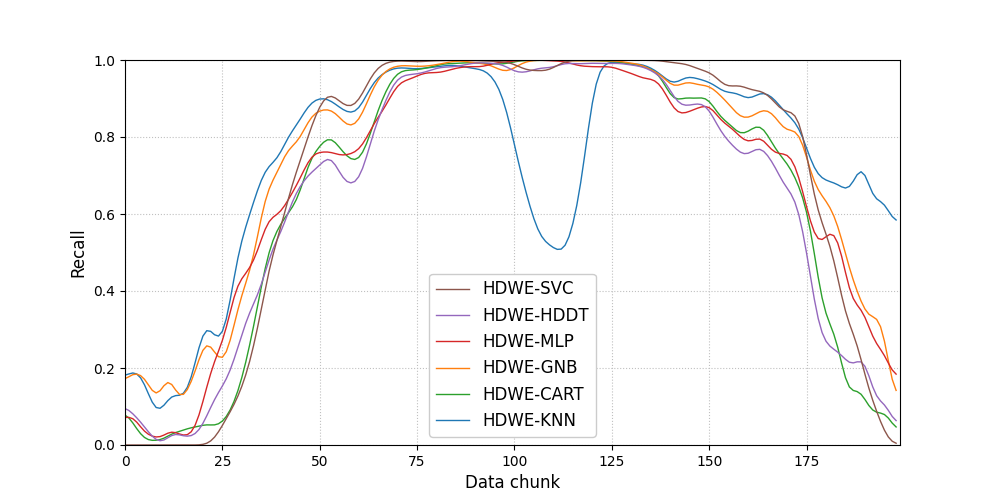 1.0
0.8
0.6
0.4
0.2
0.0
Recall
HDWE-SVC
HDWE-HDDT
HDWE-MLP
HDWE-GNB
HDWE-CART
HDWE-KNN
0 25 50 75 100 125 150 175
Data chunk